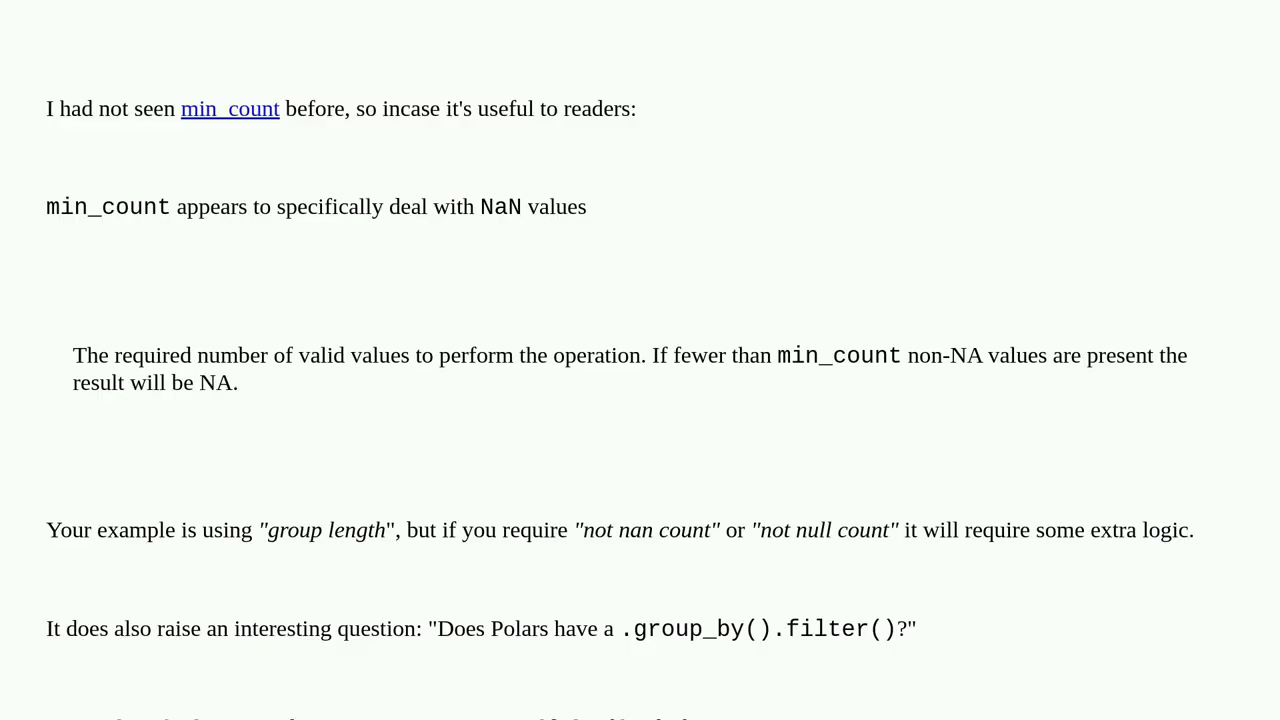 I had not seen min_count before, so incase it's useful to readers:
min_count appears to specifically deal with NaN values
The required number of valid values to perform the operation. If fewer than min_count non-NA values are present the
result will be NA.
Your example is using "group length", but if you require "not nan count" or "not null count" it will require some extra logic.
It does also raise an interesting question: "Does Polars have a .group_by().filter()?"